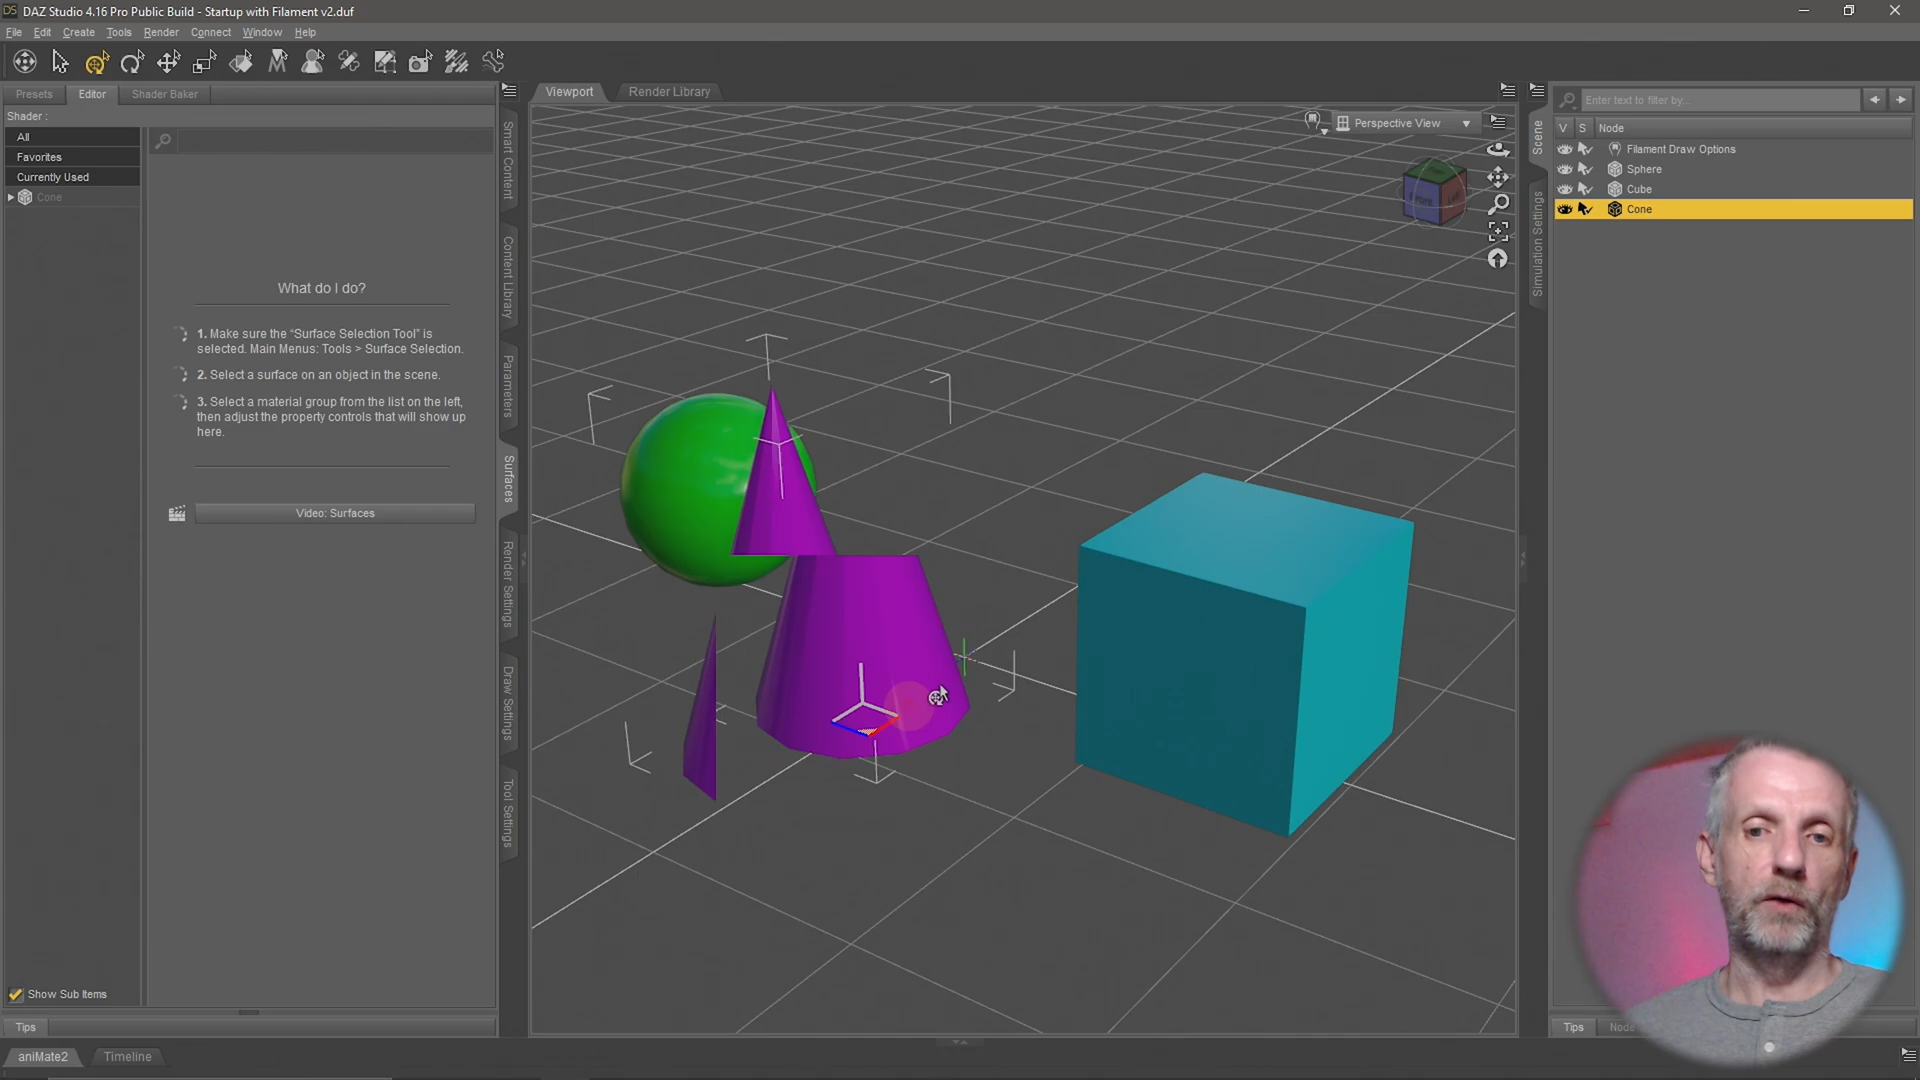 DAZ Studio 4.16 Pro Public Build - Startup with Filament v2.duf
File Edit Create Tools Render Connect Window Help
Presets Editor Shader Baker
Shader :
All
Favorites
Currently Used
Cone
What do I do?
1. Make sure the “Surface Selection Tool” is
selected. Main Menus: Tools > Surface Selection.
2. Select a surface on an object in the scene.
3. Select a material group from the list on the left,
then adjust the property controls that will show up
here.
Video: Surfaces
Show Sub Items
Tips
aniMate2 Timeline
Smart Content
Content Library
Parameters
Surfaces
Render Settings
Draw Settings
Tool Settings
Viewport Render Library
Perspective View
Scene
Simulation Settings
Enter text to filter by...
V S Node
Filament Draw Options
Sphere
Cube
Cone
Tips Node